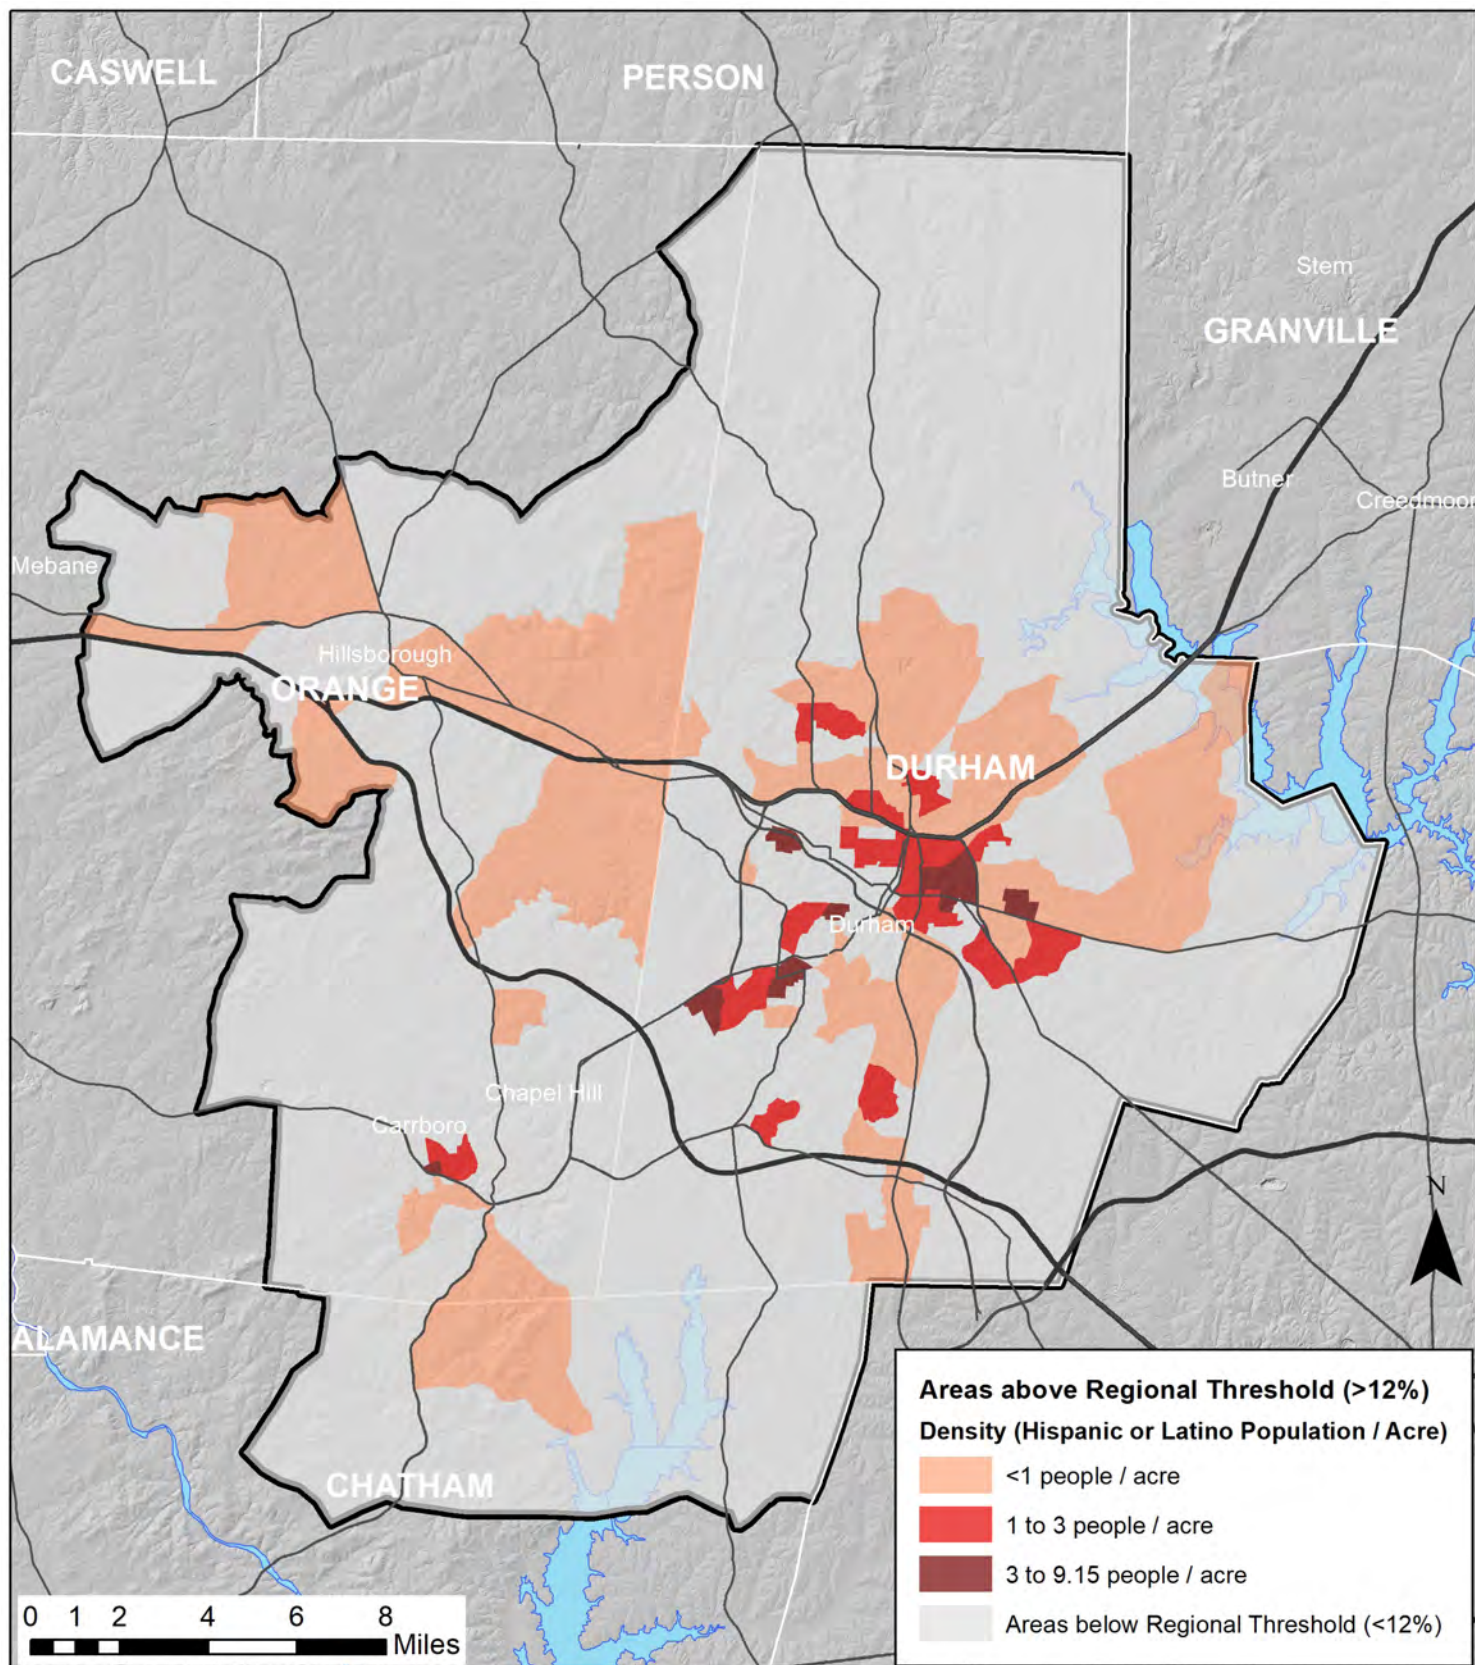 CASWELL
PERSON
Stem
GRANVILLE
Butner
Creedmoor
Mebane
Hillsborough
ORANGE
DURHAM
Durham
Chapel Hill
Carrboro
N
ALAMANCE
CHATHAM
Areas above Regional Threshold (>12%)
Density (Hispanic or Latino Population / Acre)
<1 people / acre
1 to 3 people / acre
3 to 9.15 people / acre
Areas below Regional Threshold (<12%)
0 1 2 4 6 8
Miles